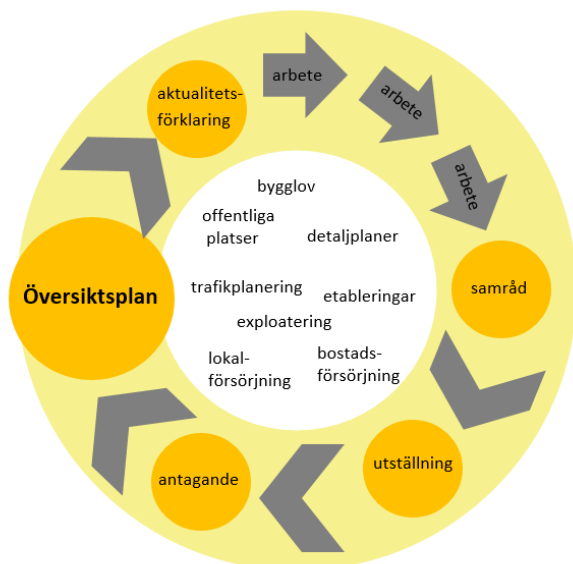 aktualitets-
förklaring
arbete
arbete
arbete
samråd
utställning
antagande
Översiktsplan
bygglov
offentliga
platser
detaljplaner
trafikplanering
etableringar
exploatering
lokal-
försörjning
bostads-
försörjning